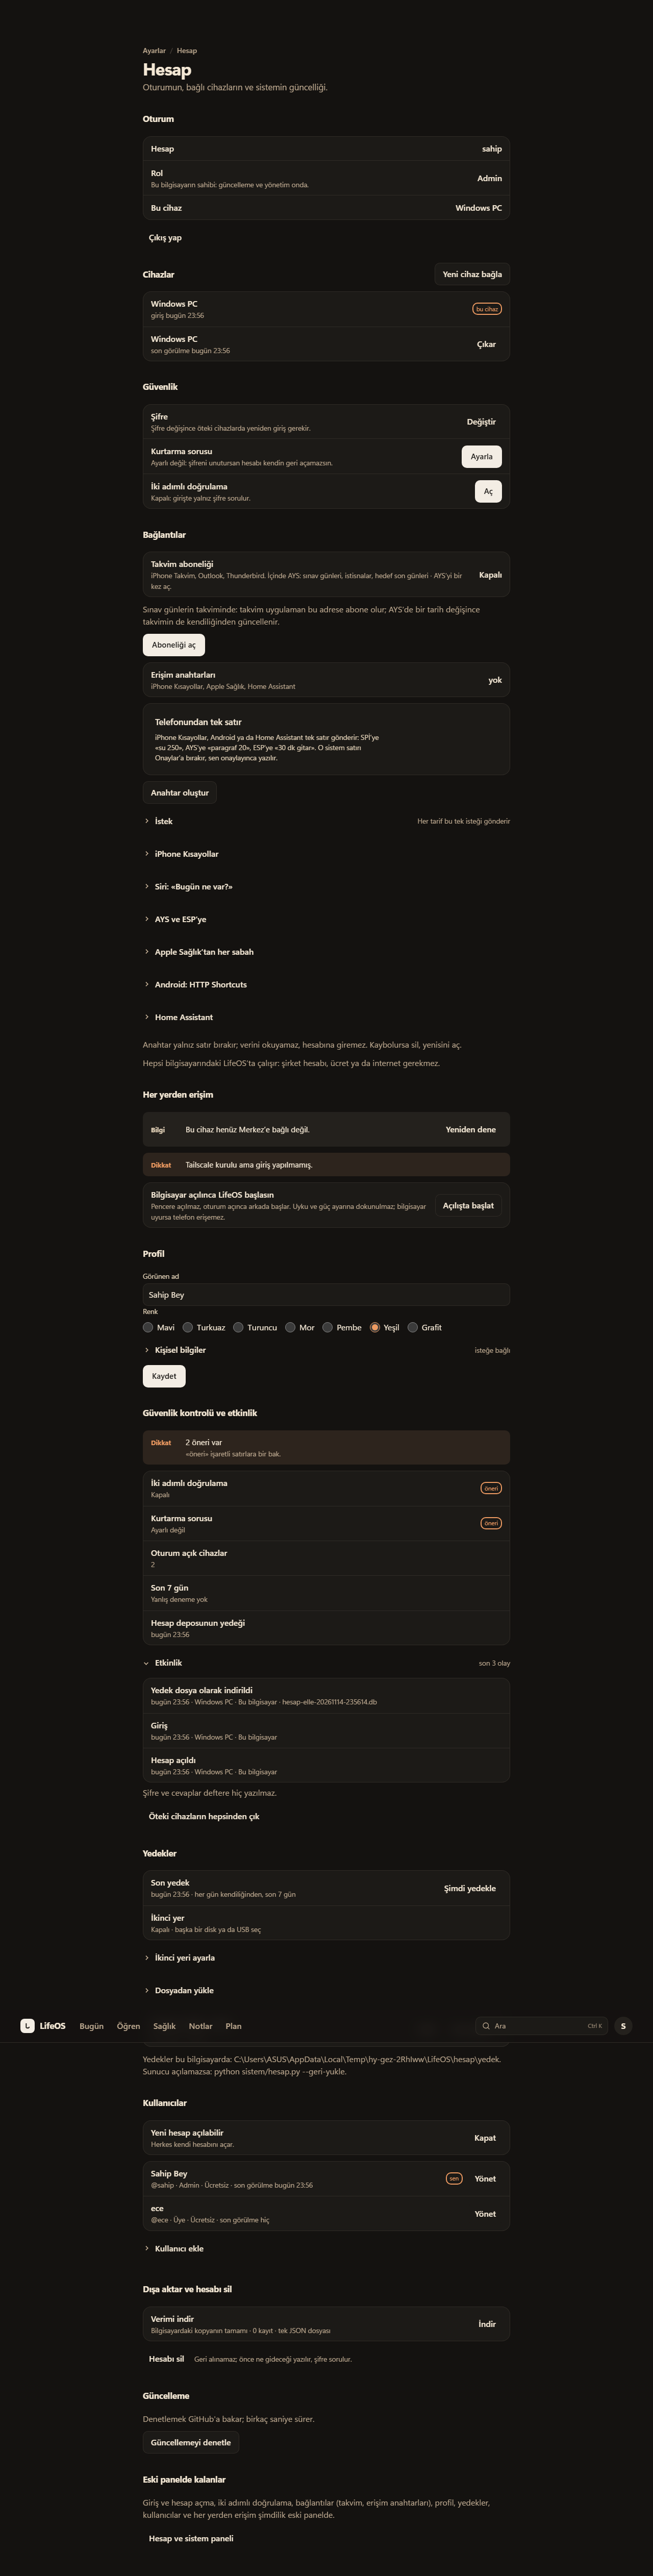 Ayarlar / Hesap
Hesap
Oturumun, bağlı cihazların ve sistemin güncelliği.
Oturum
Hesap
sahip
Rol
Bu bilgisayarın sahibi: güncelleme ve yönetim onda.
Admin
Bu cihaz
Windows PC
Çıkış yap
Cihazlar
Yeni cihaz bağla
Windows PC
giriş bugün 23:56
bu cihaz
Windows PC
son görülme bugün 23:56
Çıkar
Güvenlik
Şifre
Şifre değişince öteki cihazlarda yeniden giriş gerekir.
Değiştir
Kurtarma sorusu
Ayarlı değil: şifreni unutursan hesabı kendin geri açamazsın.
Ayarla
İki adımlı doğrulama
Kapalı: girişte yalnız şifre sorulur.
Aç
Bağlantılar
Takvim aboneliği
iPhone Takvim, Outlook, Thunderbird. İçinde AYS: sınav günleri, istisnalar, hedef son günleri · AYS'yi bir
kez aç.
Kapalı
Sınav günlerin takviminde: takvim uygulaman bu adrese abone olur; AYS'de bir tarih değişince
takvimin de kendiliğinden güncellenir.
Aboneliği aç
Erişim anahtarları
iPhone Kısayollar, Apple Sağlık, Home Assistant
yok
Telefonundan tek satır
iPhone Kısayollar, Android ya da Home Assistant tek satır gönderir: SPİ'ye
«su 250», AYS'ye «paragraf 20», ESP'ye «30 dk gitar». O sistem satırı
Onaylar'a bırakır, sen onaylayınca yazılır.
Anahtar oluştur
İstek
Her tarif bu tek isteği gönderir
iPhone Kısayollar
Siri: «Bugün ne var?»
AYS ve ESP'ye
Apple Sağlık'tan her sabah
Android: HTTP Shortcuts
Home Assistant
Anahtar yalnız satır bırakır; verini okuyamaz, hesabına giremez. Kaybolursa sil, yenisini aç.
Hepsi bilgisayarındaki LifeOS'ta çalışır: şirket hesabı, ücret ya da internet gerekmez.
Her yerden erişim
Bilgi
Bu cihaz henüz Merkez'e bağlı değil.
Yeniden dene
Dikkat
Tailscale kurulu ama giriş yapılmamış.
Bilgisayar açılınca LifeOS başlasın
Pencere açılmaz, oturum açınca arkada başlar. Uyku ve güç ayarına dokunulmaz; bilgisayar
uyursa telefon erişemez.
Açılışta başlat
Profil
Görünen ad
Sahip Bey
Renk
Mavi Turkuaz Turuncu Mor Pembe Yeşil Grafit
Kişisel bilgiler
isteğe bağlı
Kaydet
Güvenlik kontrolü ve etkinlik
Dikkat
2 öneri var
«öneri» işaretli satırlara bir bak.
İki adımlı doğrulama
Kapalı
öneri
Kurtarma sorusu
Ayarlı değil
öneri
Oturum açık cihazlar
2
Son 7 gün
Yanlış deneme yok
Hesap deposunun yedeği
bugün 23:56
Etkinlik
son 3 olay
Yedek dosya olarak indirildi
bugün 23:56 · Windows PC · Bu bilgisayar · hesap-elle-20261114-235614.db
Giriş
bugün 23:56 · Windows PC · Bu bilgisayar
Hesap açıldı
bugün 23:56 · Windows PC · Bu bilgisayar
Şifre ve cevaplar deftere hiç yazılmaz.
Öteki cihazların hepsinden çık
Yedekler
Son yedek
bugün 23:56 · her gün kendiliğinden, son 7 gün
Şimdi yedekle
İkinci yer
Kapalı · başka bir disk ya da USB seç
İkinci yeri ayarla
Dosyadan yükle
LifeOS Bugün Öğren Sağlık Notlar Plan
Ara
Ctrl K
S
Yedekler bu bilgisayarda: C:\Users\ASUS\AppData\Local\Temp\hy-gez-2Rhlww\LifeOS\hesap\yedek.
Sunucu açılamazsa: python sistem/hesap.py --geri-yukle.
Kullanıcılar
Yeni hesap açılabilir
Herkes kendi hesabını açar.
Kapat
Sahip Bey
@sahip · Admin · Ücretsiz · son görülme bugün 23:56
sen
Yönet
ece
@ece · Üye · Ücretsiz · son görülme hiç
Yönet
Kullanıcı ekle
Dışa aktar ve hesabı sil
Verimi indir
Bilgisayardaki kopyanın tamamı · 0 kayıt · tek JSON dosyası
İndir
Hesabı sil
Geri alınamaz; önce ne gideceği yazılır, şifre sorulur.
Güncelleme
Denetlemek GitHub'a bakar; birkaç saniye sürer.
Güncellemeyi denetle
Eski panelde kalanlar
Giriş ve hesap açma, iki adımlı doğrulama, bağlantılar (takvim, erişim anahtarları), profil, yedekler,
kullanıcılar ve her yerden erişim şimdilik eski panelde.
Hesap ve sistem paneli